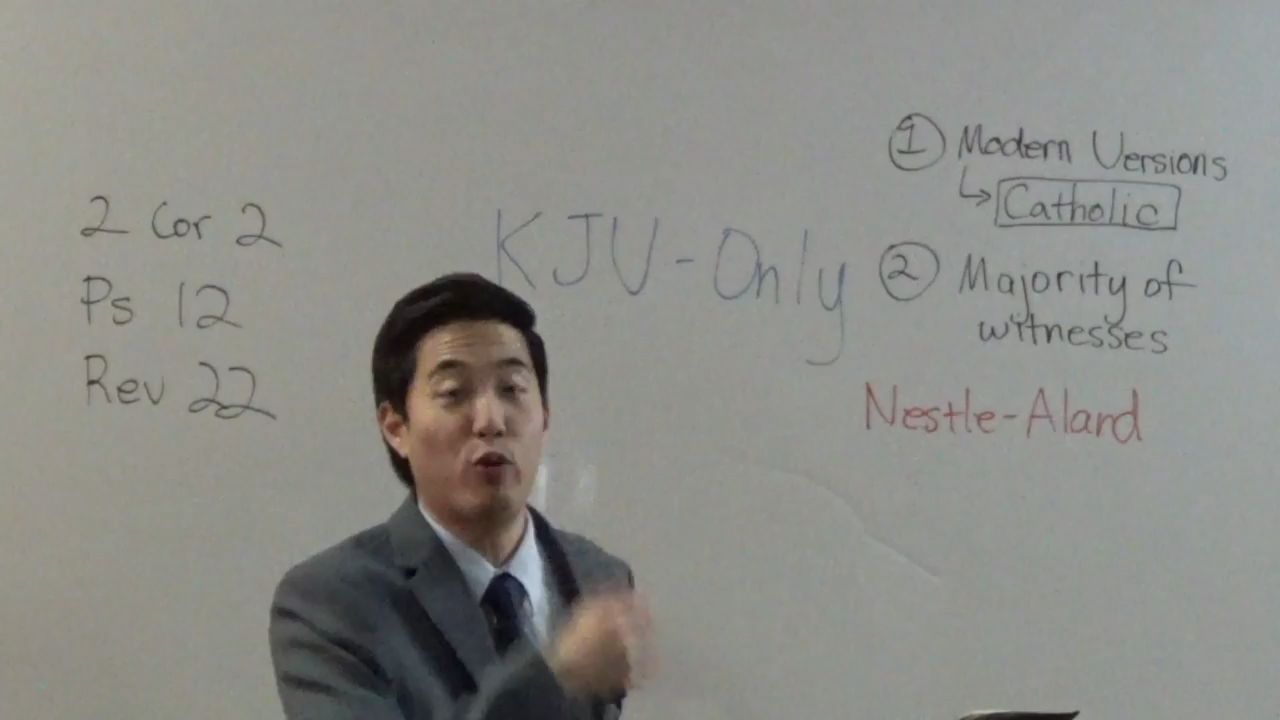 2 Cor 2
Ps 12
Rev 22
KJV-Only
① Modern Versions
↳ Catholic
② Majority of
witnesses
Nestle-Aland